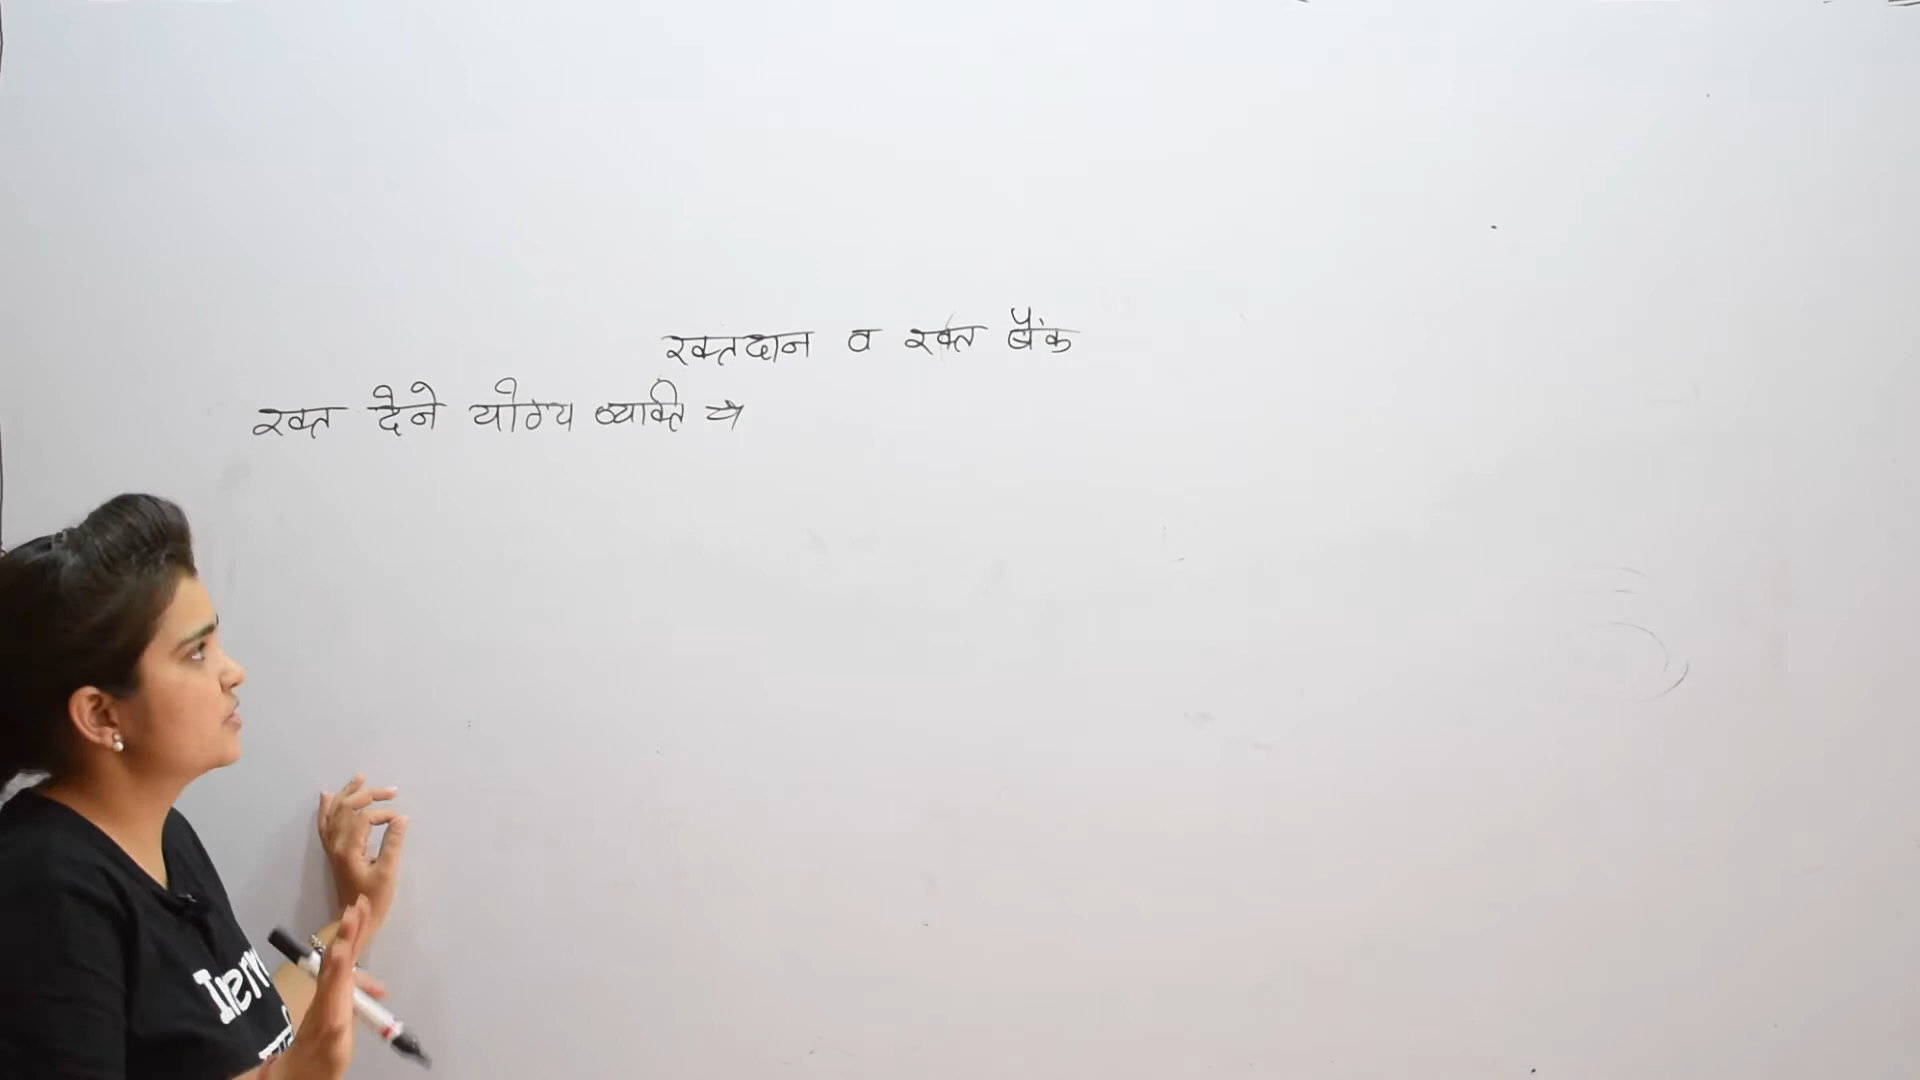 रक्तदान व रक्त बैंक
रक्त देने योग्य व्यक्ति →